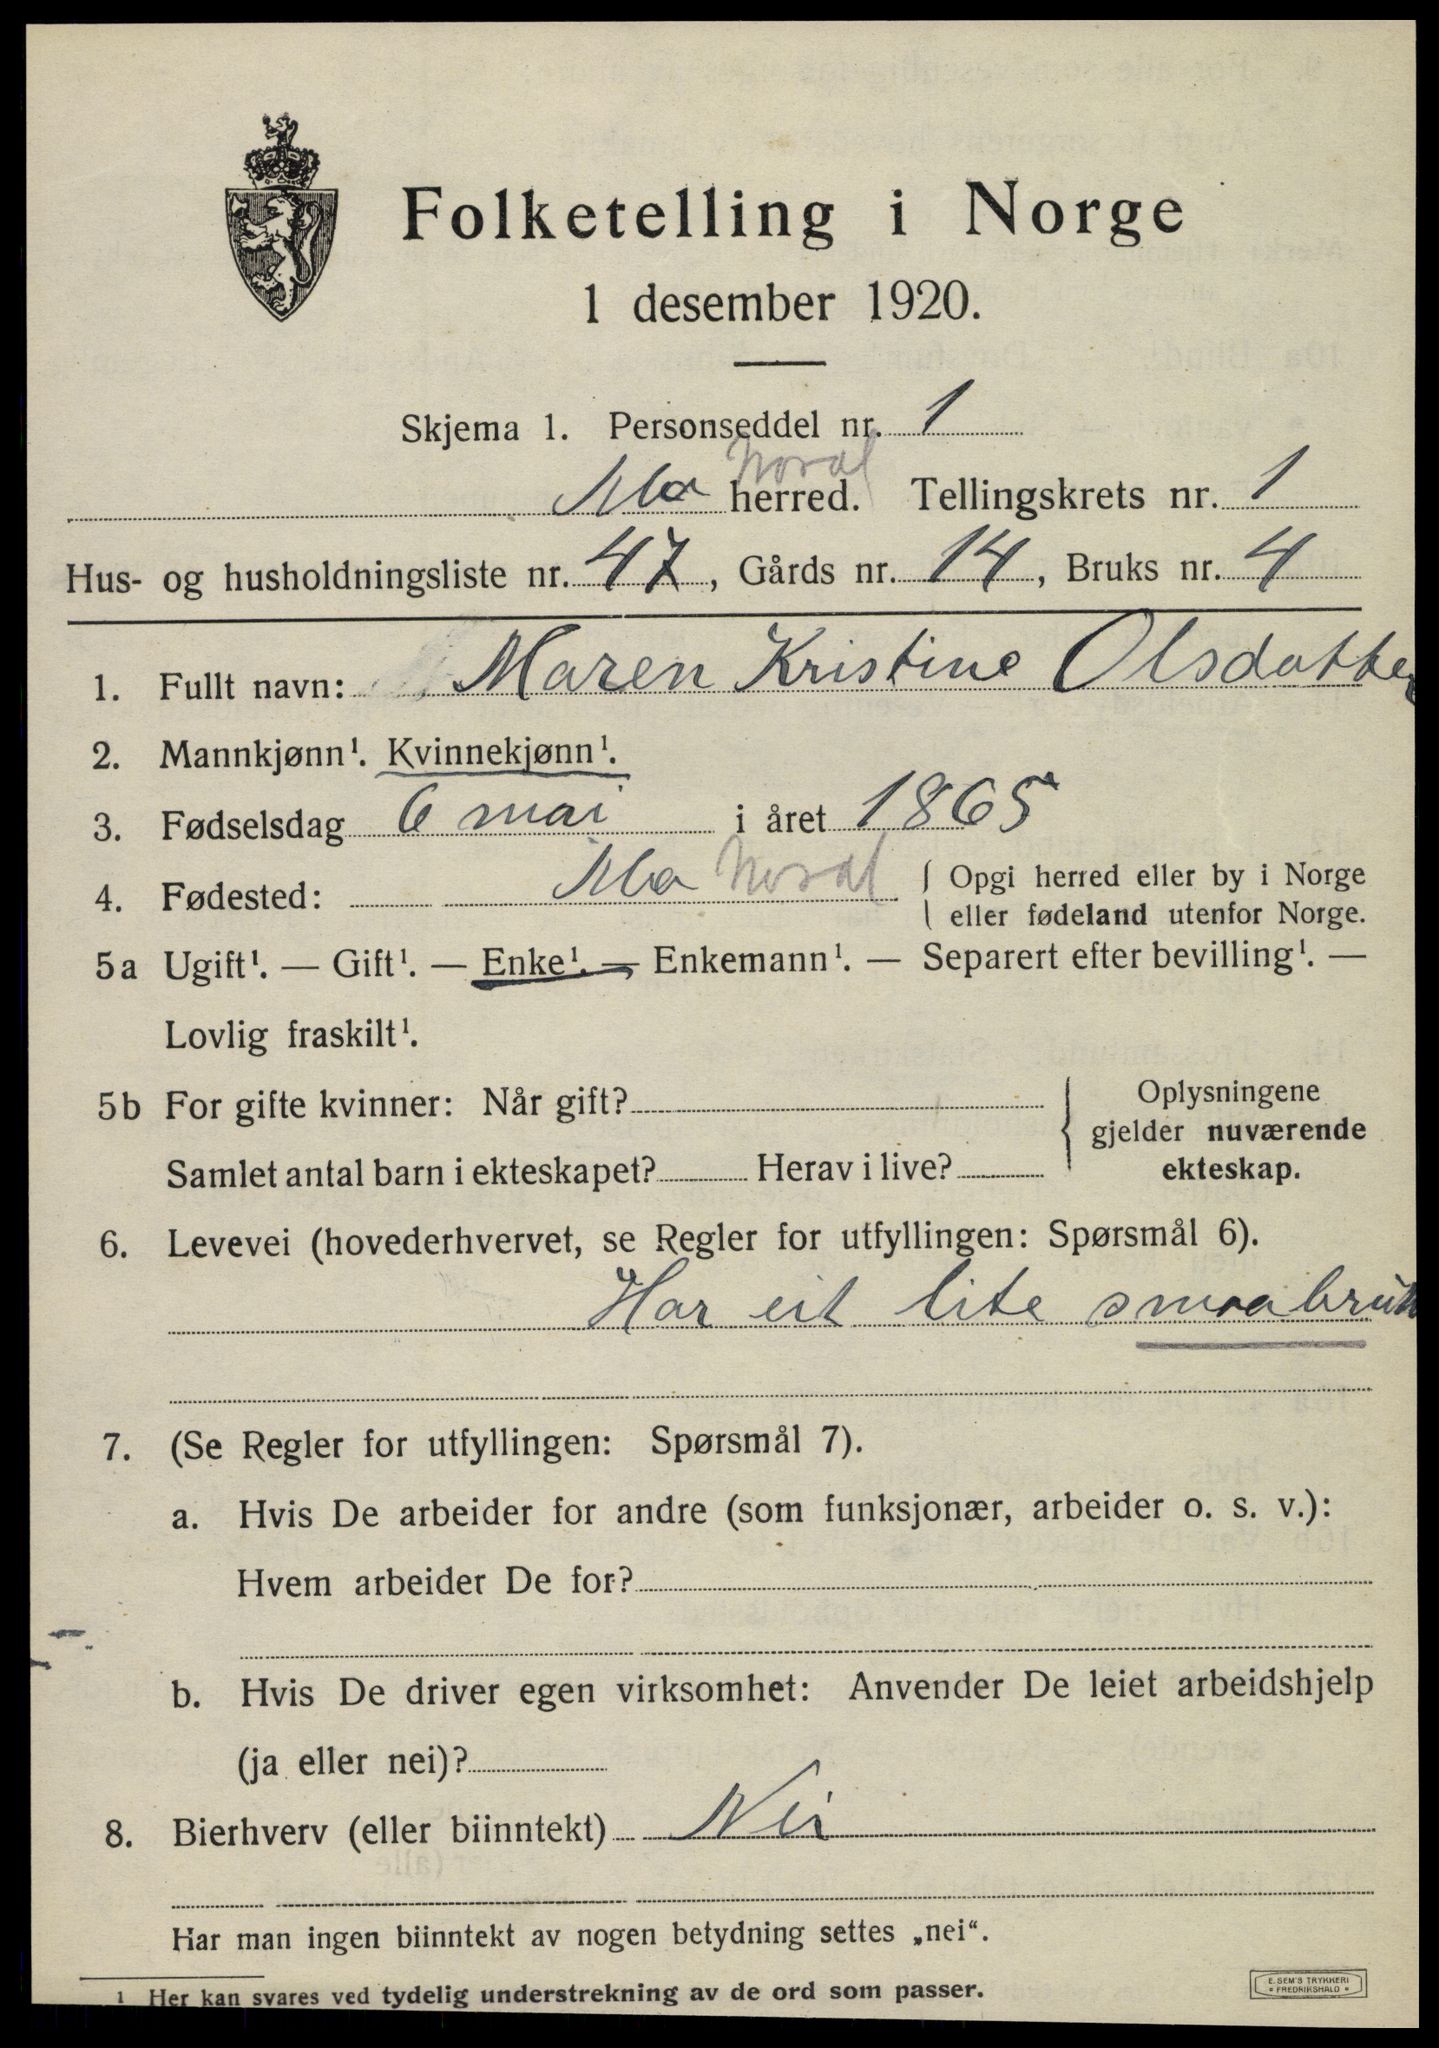 Folketelling i Norge
1 desember 1920.
Skjema 1. Personseddel nr. 1
Aa Nordl herred. Tellingskrets nr. 1
Hus- og husholdningsliste nr. 47, Gårds nr. 14, Bruks nr. 4
1. Fullt navn: Maren Kristine Olsdatter
2. Mannkjønn¹. Kvinnekjønn¹.
3. Fødselsdag 6 mai i året 1865
4. Fødested: Nordl { Opgi herred eller by i Norge
eller fødeland utenfor Norge.
5a Ugift¹. — Gift¹. — Enke¹. — Enkemann¹. — Separert efter bevilling¹. —
Lovlig fraskilt¹.
5b For gifte kvinner: Når gift? { Oplysningene
gjelder nuværende
Samlet antal barn i ekteskapet? Herav i live? ekteskap.
6. Levevei (hovederhvervet, se Regler for utfyllingen: Spørsmål 6).
Har eit lite smaabruk
7. (Se Regler for utfyllingen: Spørsmål 7).
a. Hvis De arbeider for andre (som funksjonær, arbeider o. s. v.):
Hvem arbeider De for?
b. Hvis De driver egen virksomhet: Anvender De leiet arbeidshjelp
(ja eller nei)?
8. Bierhverv (eller biinntekt) Nei
Har man ingen biinntekt av nogen betydning settes „nei“.
¹ Her kan svares ved tydelig understrekning av de ord som passer.
E. SEM'S TRYKKERI
* FREDRIKSHALD *